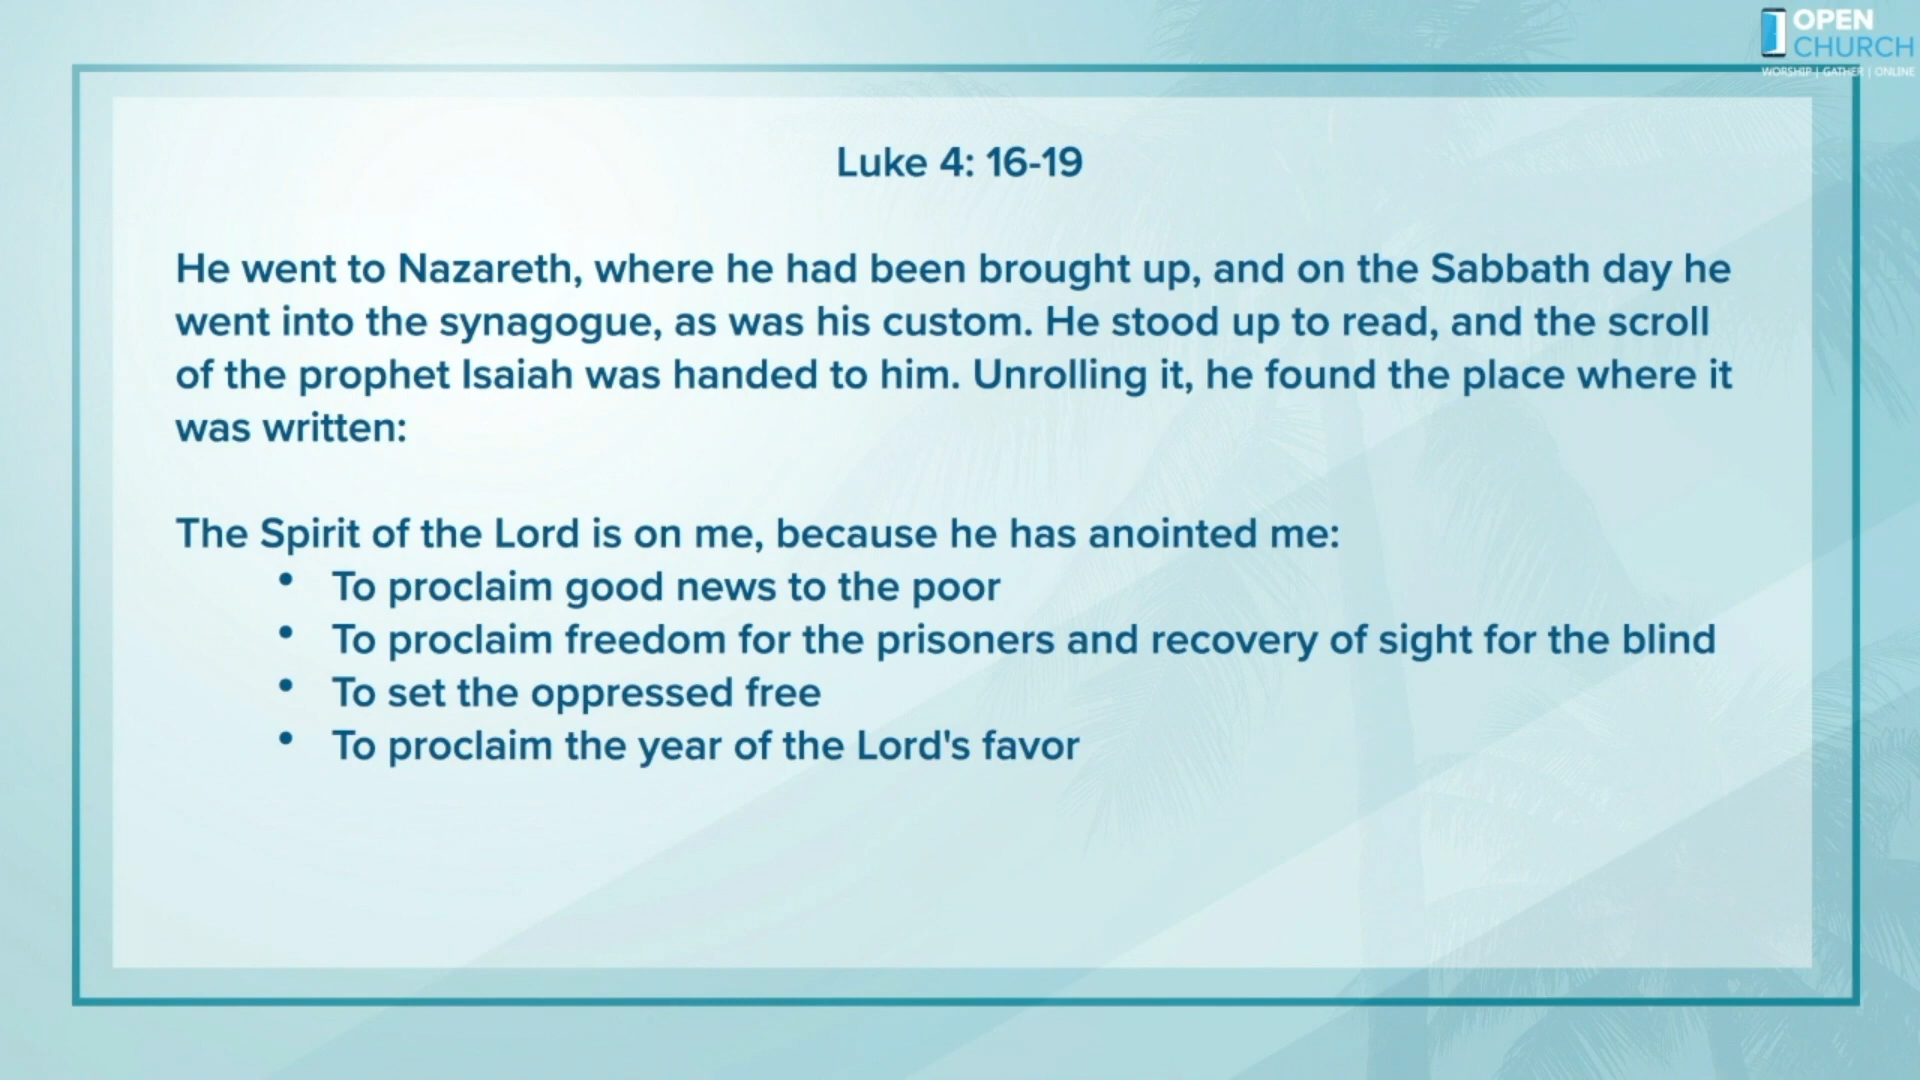 OPEN
CHURCH
WORSHIP | GATHER | ONLINE
Luke 4: 16-19
He went to Nazareth, where he had been brought up, and on the Sabbath day he
went into the synagogue, as was his custom. He stood up to read, and the scroll
of the prophet Isaiah was handed to him. Unrolling it, he found the place where it
was written:
The Spirit of the Lord is on me, because he has anointed me:
• To proclaim good news to the poor
• To proclaim freedom for the prisoners and recovery of sight for the blind
• To set the oppressed free
• To proclaim the year of the Lord's favor